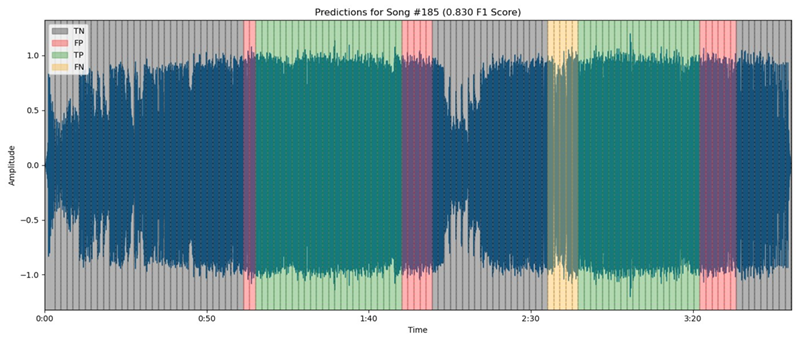 Predictions for Song #185 (0.830 F1 Score)
TN
FP
TP
FN
1.0
0.5
0.0
−0.5
−1.0
Amplitude
0:00 0:50 1:40 2:30 3:20
Time